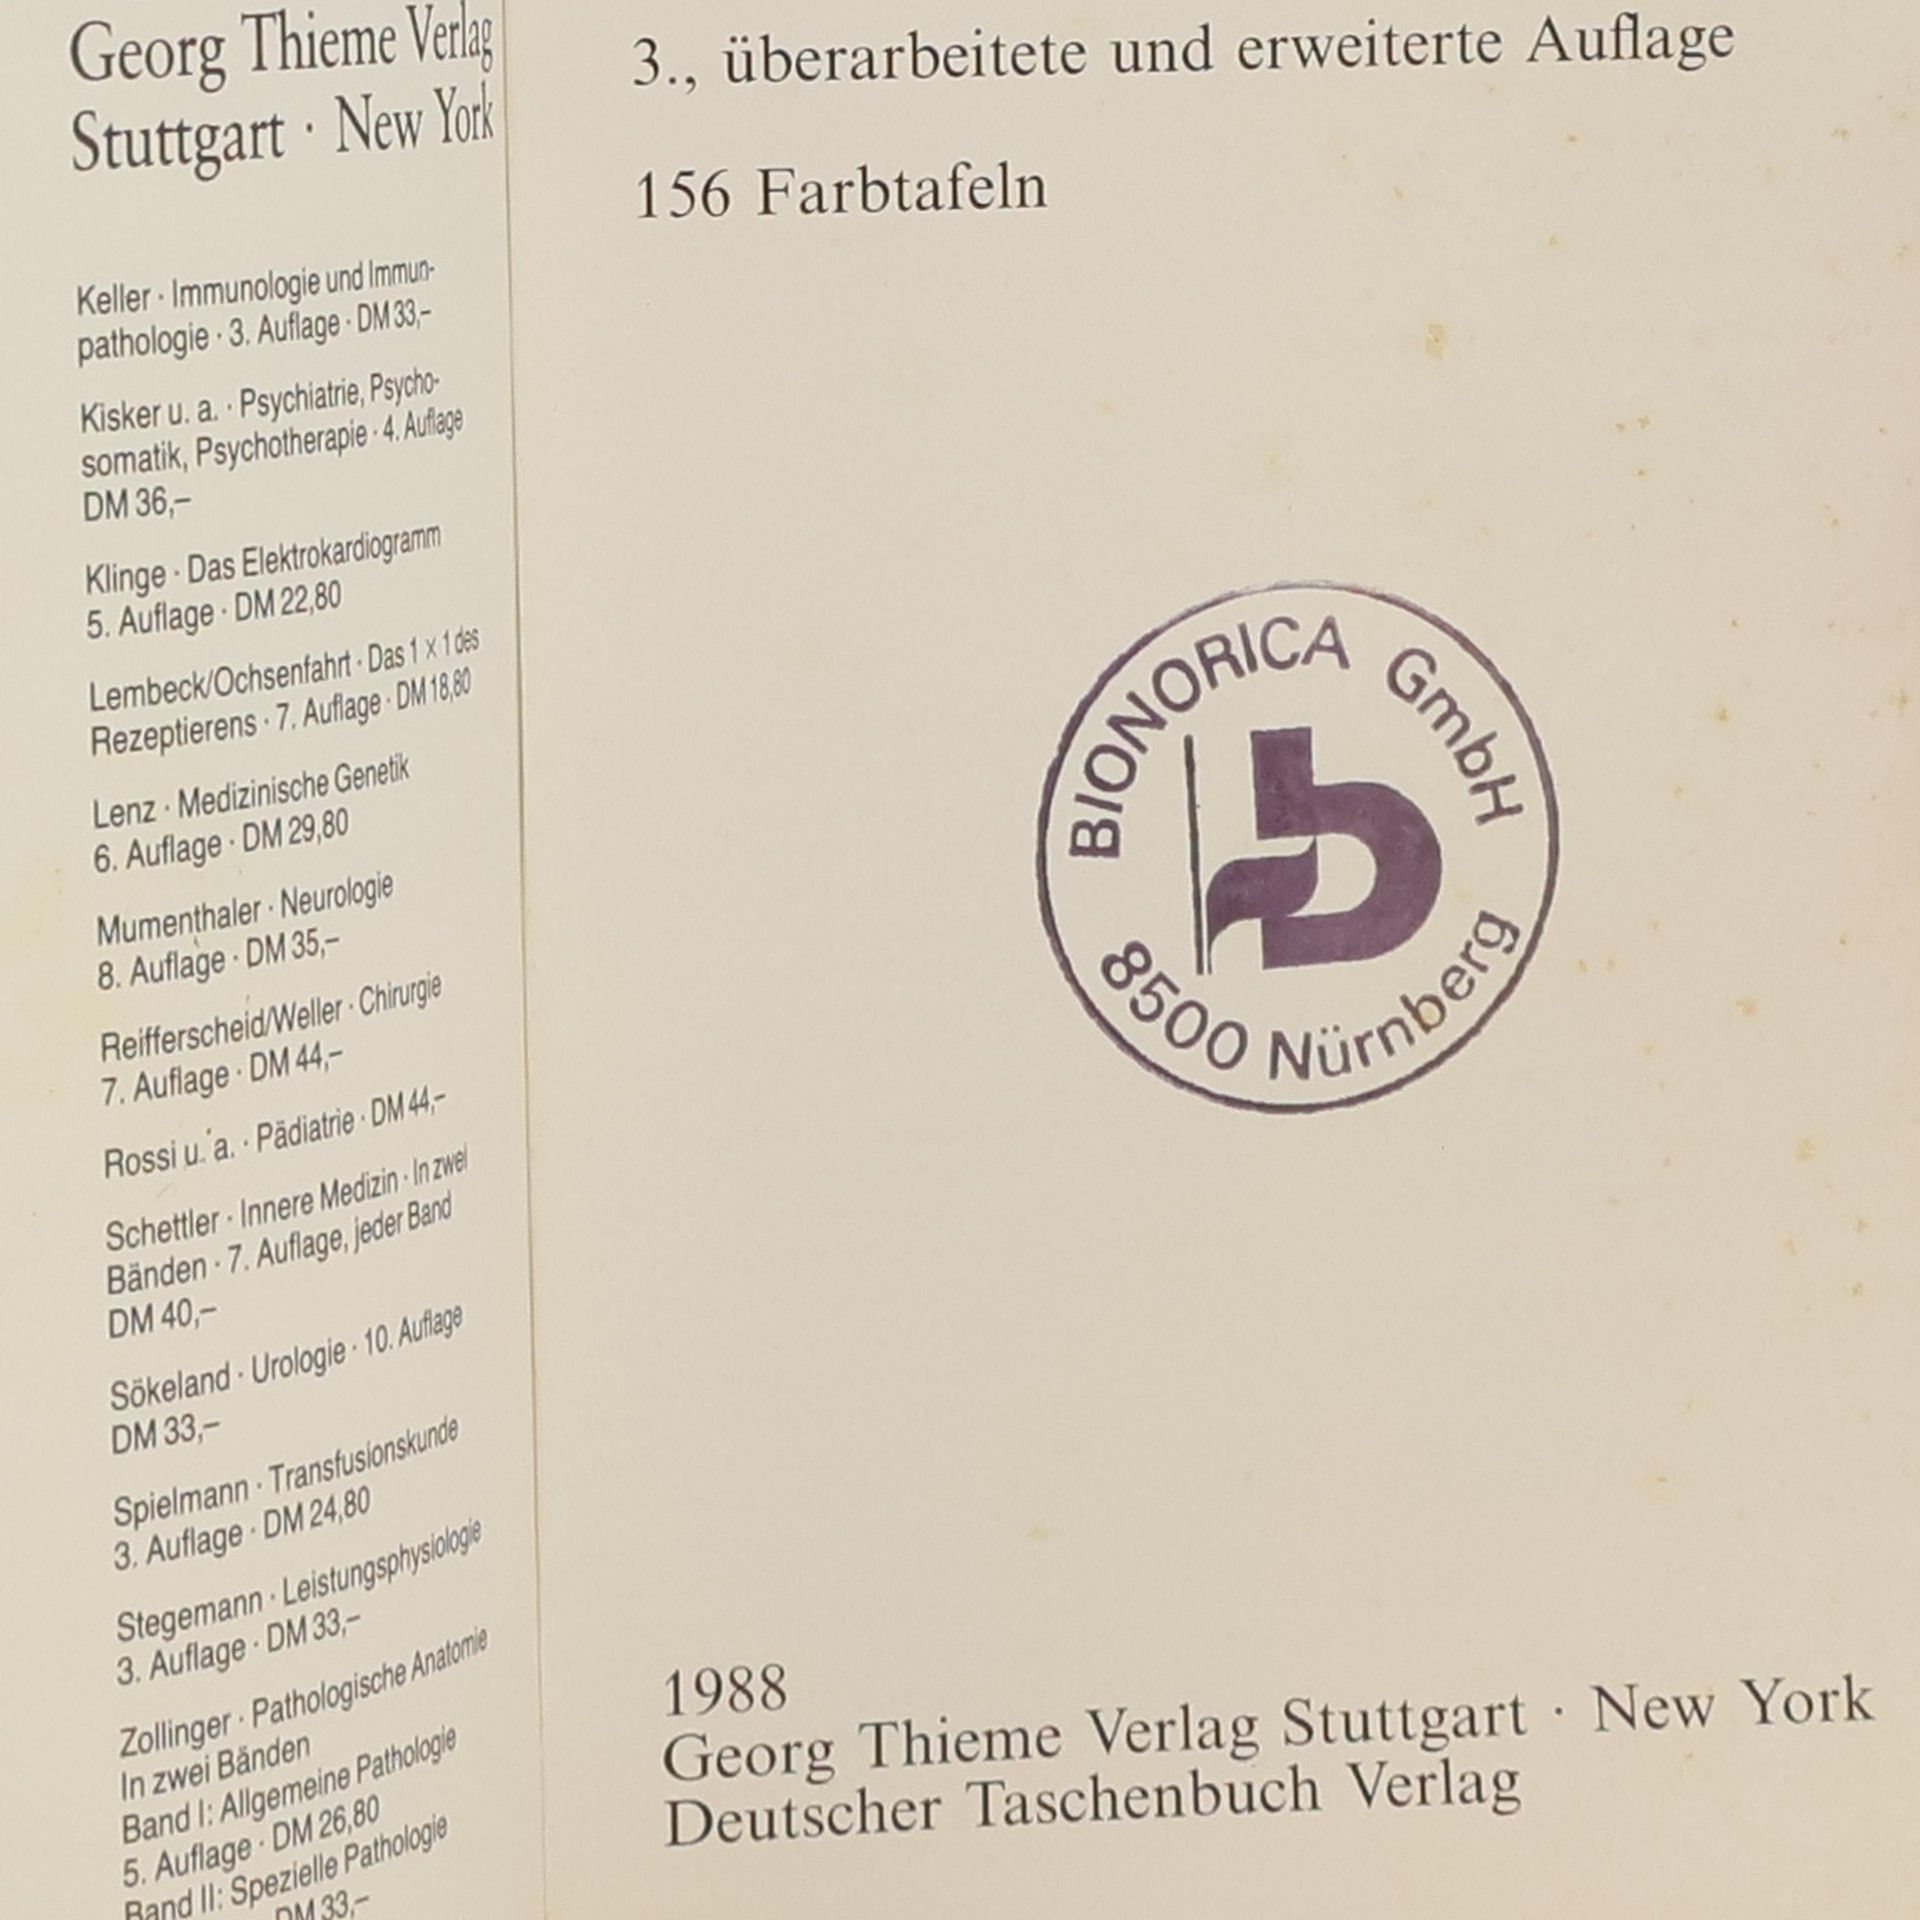 Georg Thieme Verlag
Stuttgart · New York
Keller · Immunologie und Immun-
pathologie · 3. Auflage · DM 33,–
Kisker u. a. · Psychiatrie, Psycho-
somatik, Psychotherapie · 4. Auflage
DM 36,–
Klinge · Das Elektrokardiogramm
5. Auflage · DM 22,80
Lembeck/Ochsenfahrt · Das 1 x 1 des
Rezeptierens · 7. Auflage · DM 18,80
Lenz · Medizinische Genetik
6. Auflage · DM 29,80
Mumenthaler · Neurologie
8. Auflage · DM 35,–
Reifferscheid/Weller · Chirurgie
7. Auflage · DM 44,–
Rossi u. a. · Pädiatrie · DM 44,–
Schettler · Innere Medizin · In zwei
Bänden · 7. Auflage, jeder Band
DM 40,–
Sökeland · Urologie · 10. Auflage
DM 33,–
Spielmann · Transfusionskunde
3. Auflage · DM 24,80
Stegemann · Leistungsphysiologie
3. Auflage · DM 33,–
Zollinger · Pathologische Anatomie
In zwei Bänden
Band I: Allgemeine Pathologie
5. Auflage · DM 26,80
Band II: Spezielle Pathologie
DM 33,–
3., überarbeitete und erweiterte Auflage
156 Farbtafeln
BIONORICA GmbH
8500 Nürnberg
1988
Georg Thieme Verlag Stuttgart · New York
Deutscher Taschenbuch Verlag